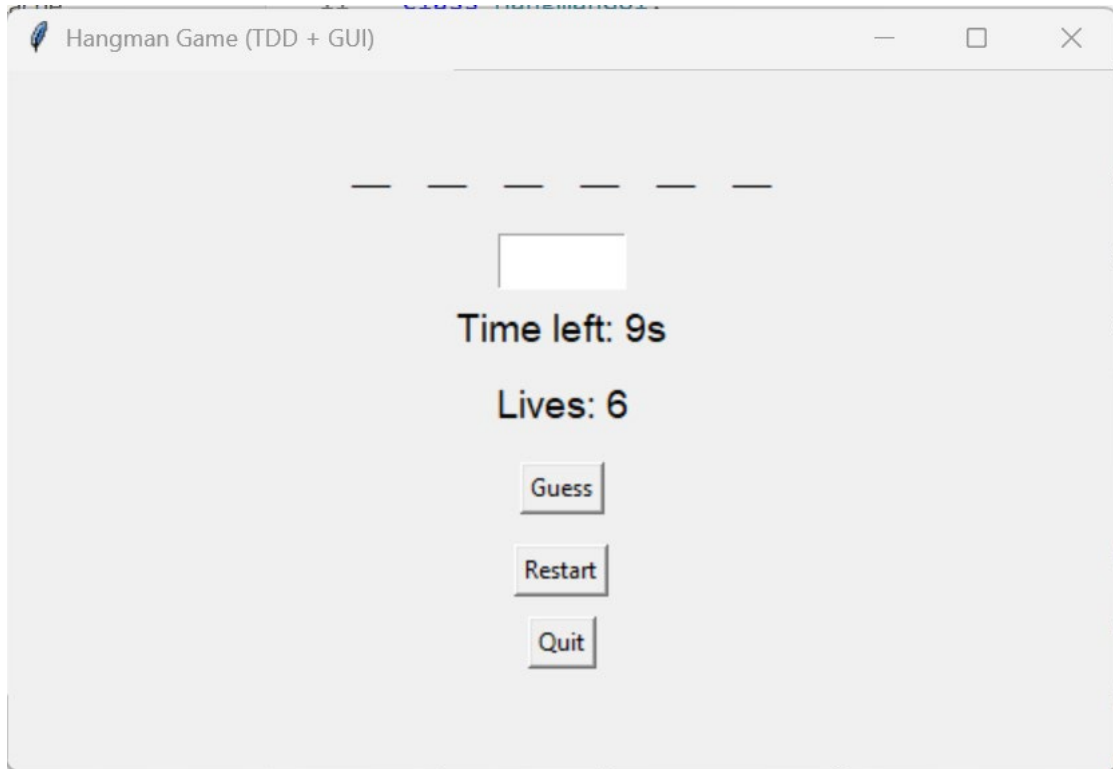 Hangman Game (TDD + GUI)
_ _ _ _ _ _
Time left: 9s
Lives: 6
Guess
Restart
Quit